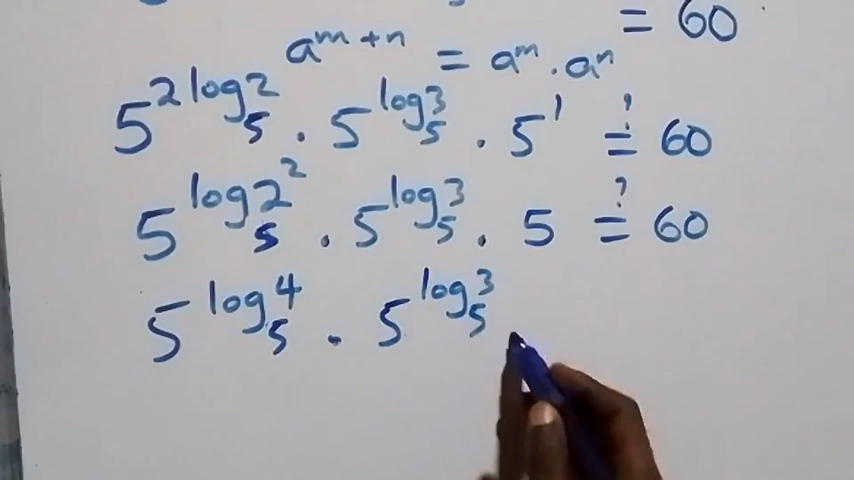 = 60
a^{m+n} = a^m . a^n
5^{2log_5 2} . 5^{log_5 3} . 5^1 ≟ 60
5^{log_5 2^2} . 5^{log_5 3} . 5 ≟ 60
5^{log_5 4} . 5^{log_5 3}